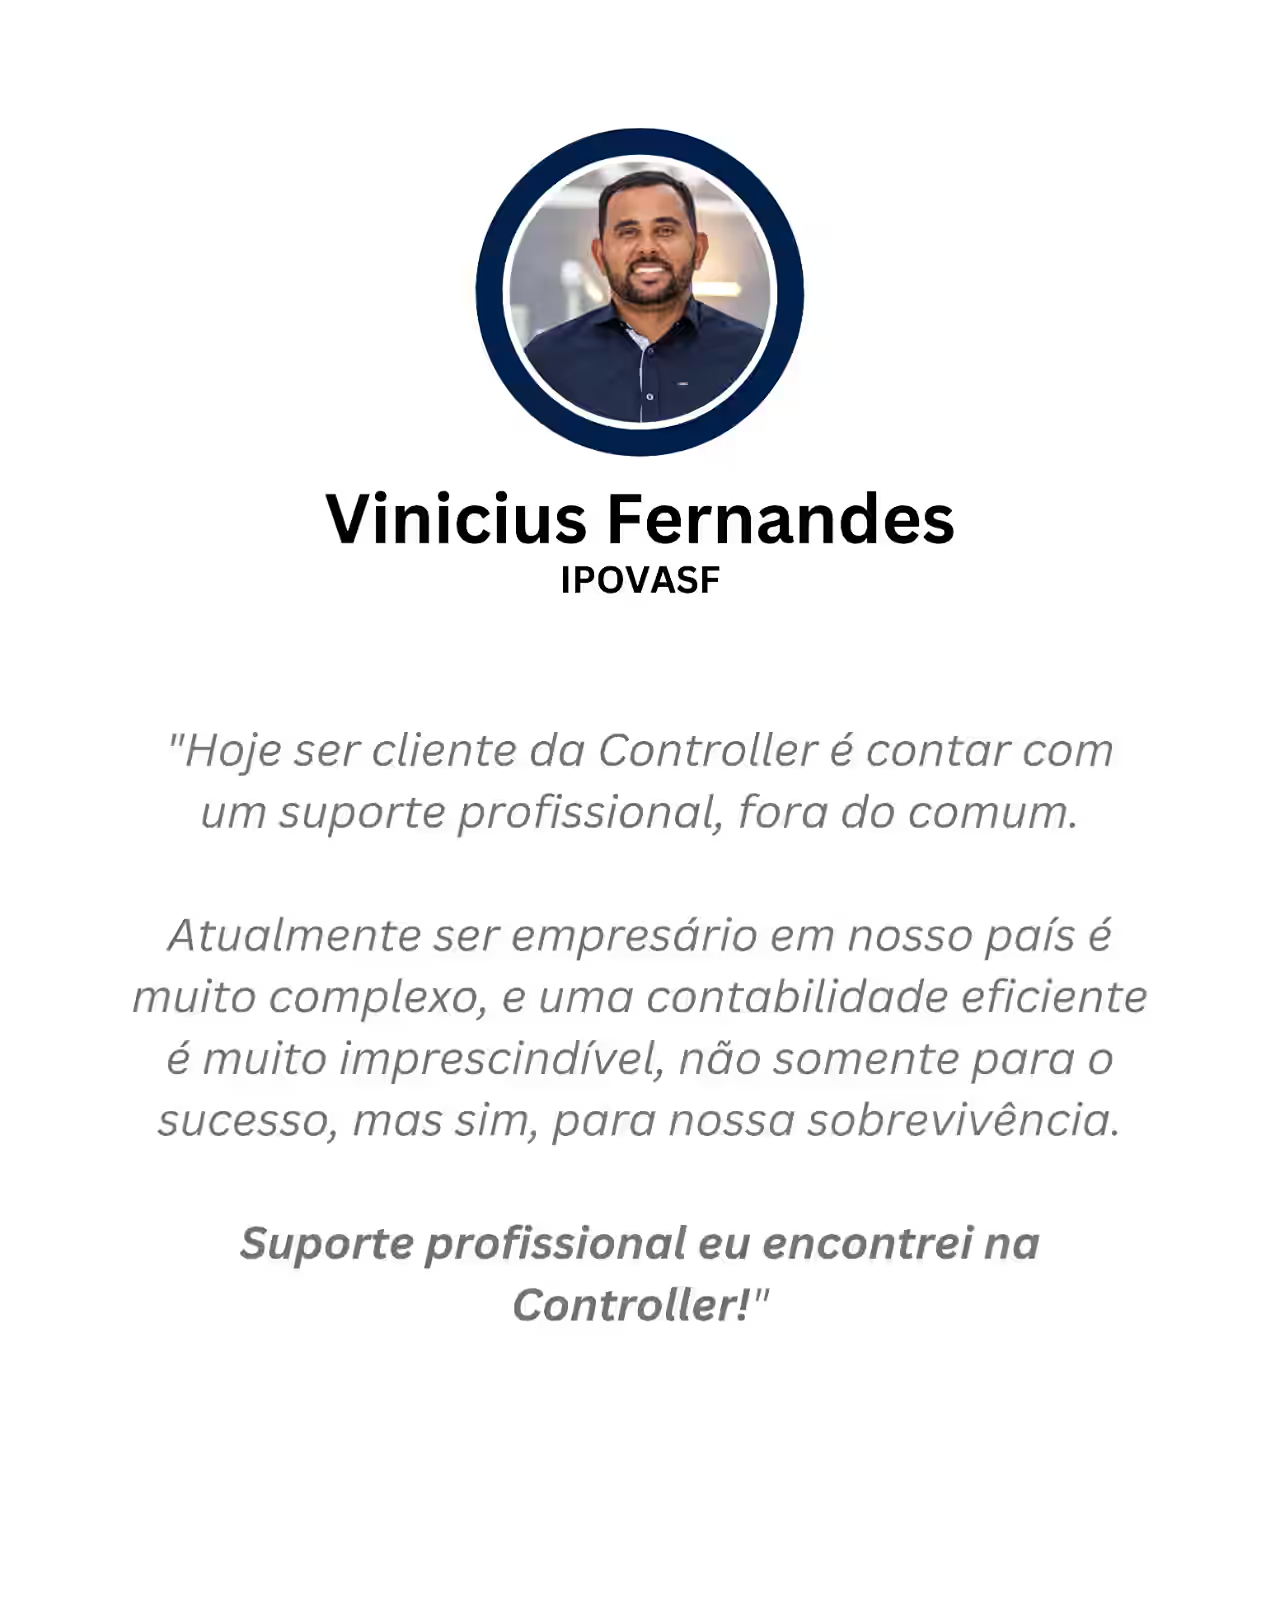 Vinicius Fernandes
IPOVASF
"Hoje ser cliente da Controller é contar com
um suporte profissional, fora do comum.
Atualmente ser empresário em nosso país é
muito complexo, e uma contabilidade eficiente
é muito imprescindível, não somente para o
sucesso, mas sim, para nossa sobrevivência.
Suporte profissional eu encontrei na
Controller!"